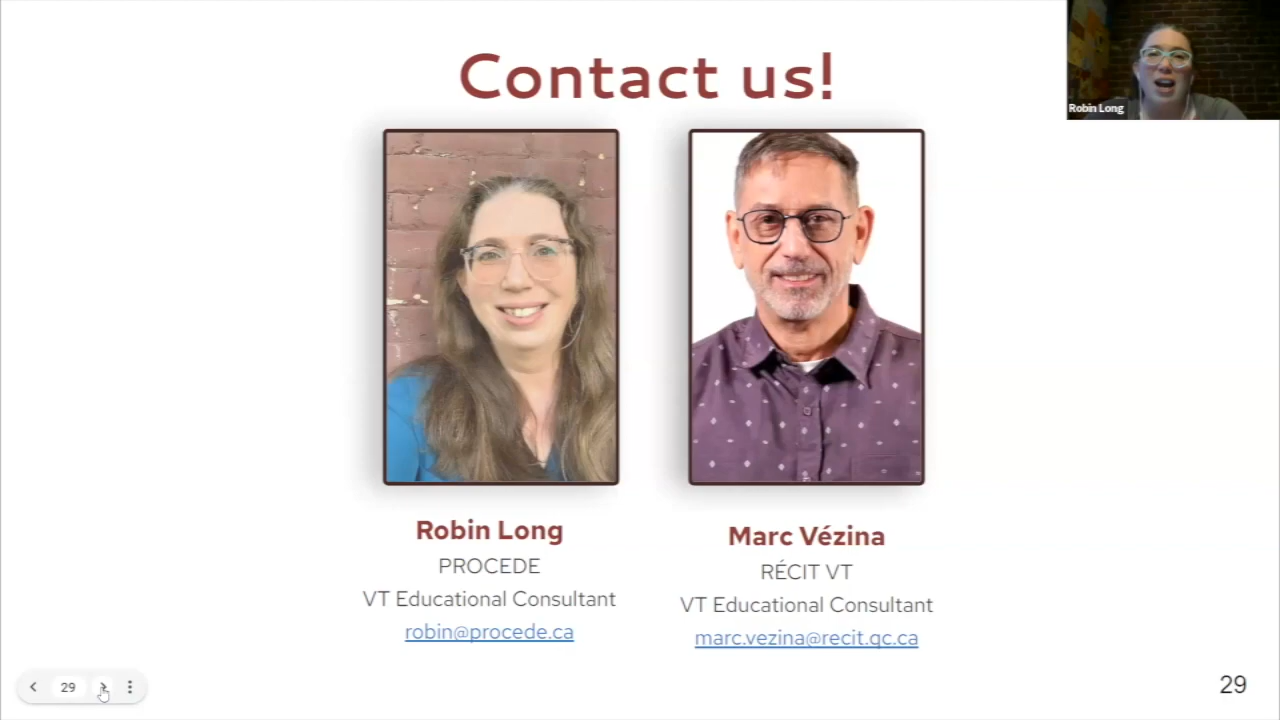 Contact us!
Robin Long
Robin Long
PROCEDE
VT Educational Consultant
robin@procede.ca
Marc Vézina
RÉCIT VT
VT Educational Consultant
marc.vezina@recit.qc.ca
29
29